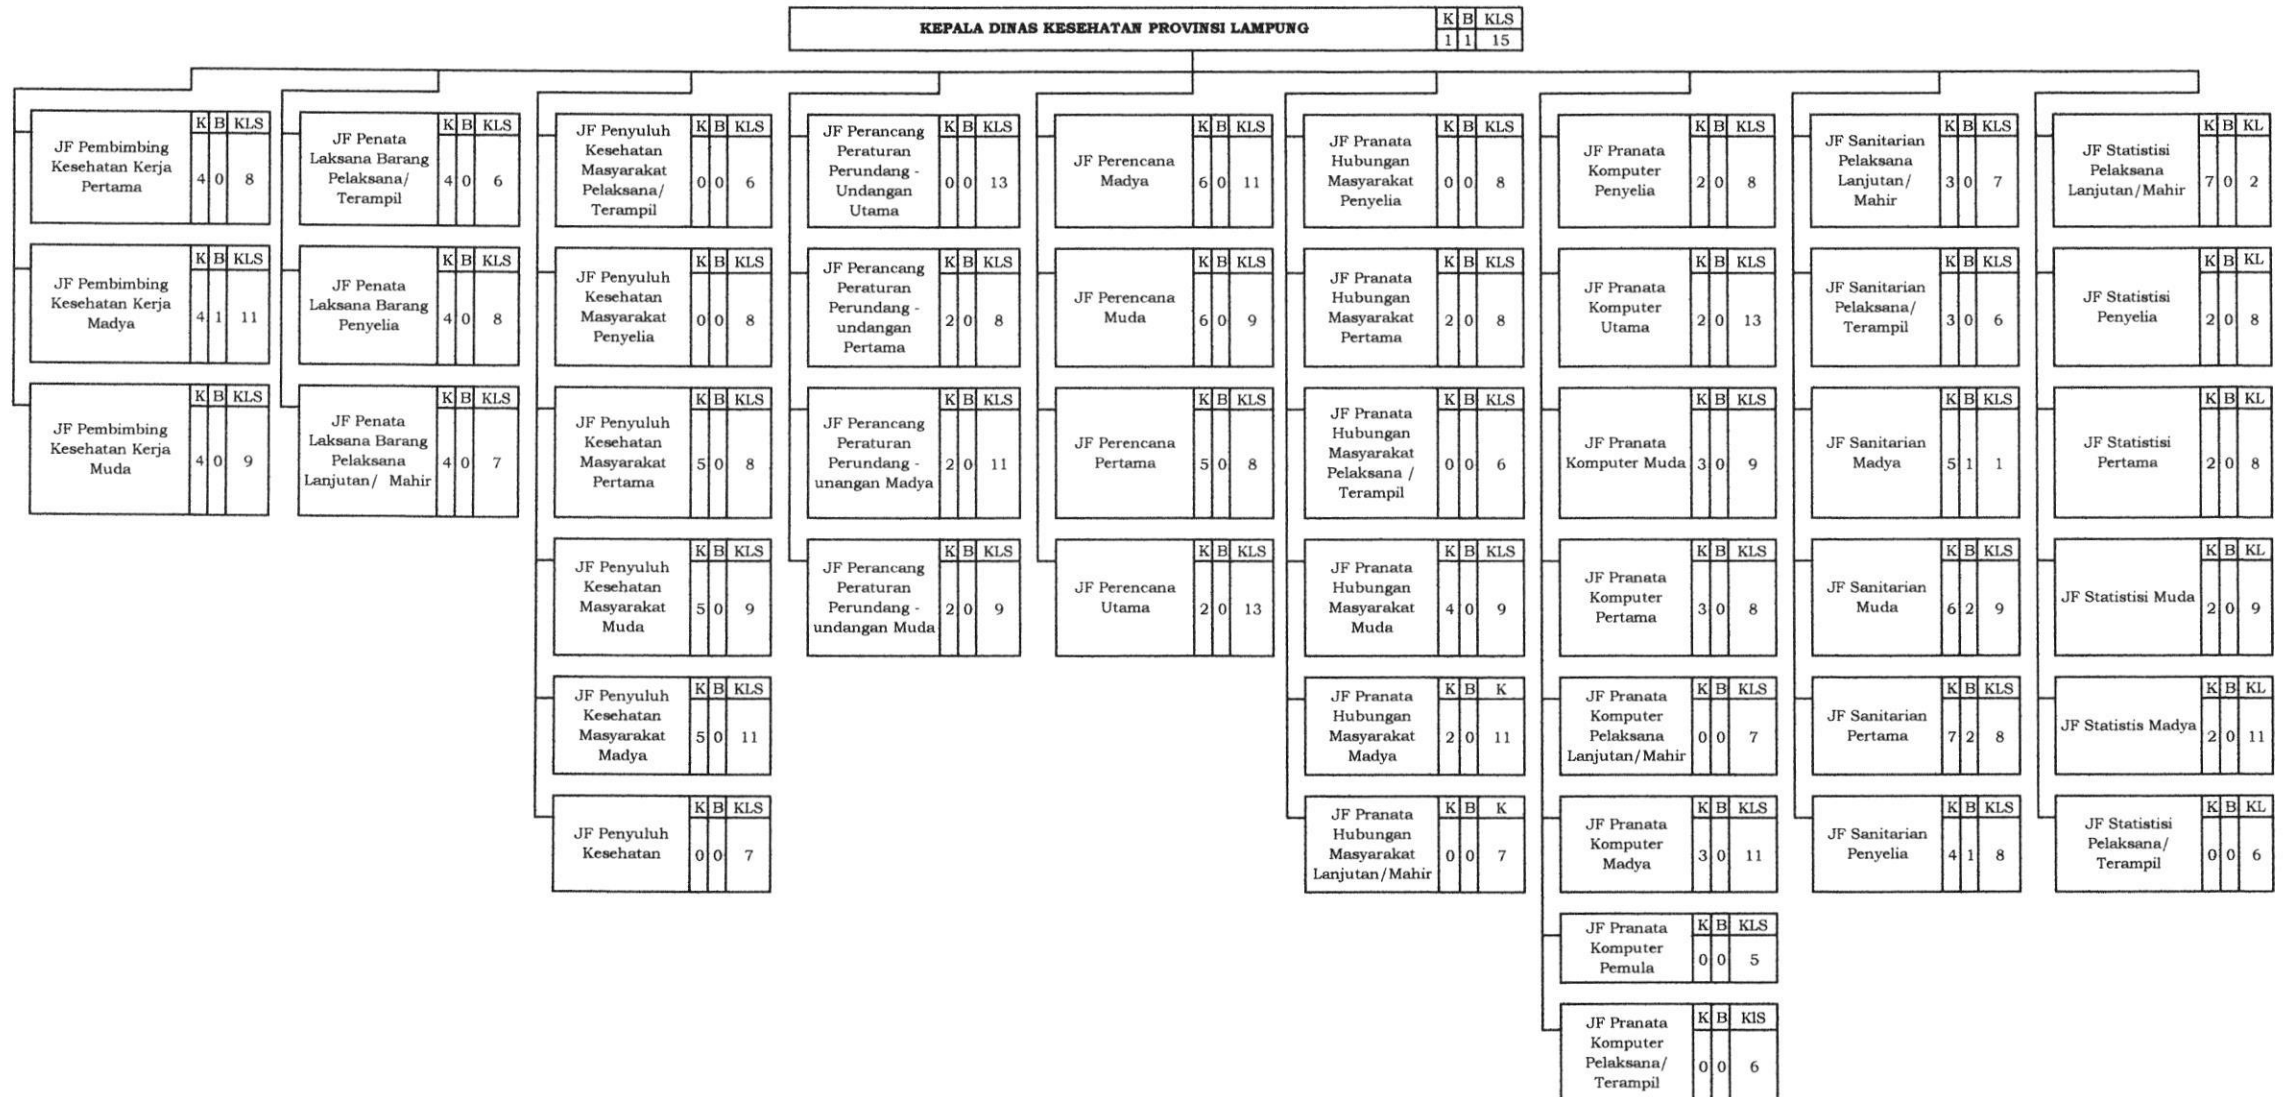 KEPALA DINAS KESEHATAN PROVINSI LAMPUNG
K B KLS
1 1 15
JF Pembimbing
Kesehatan Kerja
Pertama
K B KLS
4 0 8
JF Pembimbing
Kesehatan Kerja
Madya
K B KLS
4 1 11
JF Pembimbing
Kesehatan Kerja
Muda
K B KLS
4 0 9
JF Penata
Laksana Barang
Pelaksana/
Terampil
K B KLS
4 0 6
JF Penata
Laksana Barang
Penyelia
K B KLS
4 0 8
JF Penata
Laksana Barang
Pelaksana
Lanjutan/ Mahir
K B KLS
4 0 7
JF Penyuluh
Kesehatan
Masyarakat
Pelaksana/
Terampil
K B KLS
0 0 6
JF Penyuluh
Kesehatan
Masyarakat
Penyelia
K B KLS
0 0 8
JF Penyuluh
Kesehatan
Masyarakat
Pertama
K B KLS
5 0 8
JF Penyuluh
Kesehatan
Masyarakat
Muda
K B KLS
5 0 9
JF Penyuluh
Kesehatan
Masyarakat
Madya
K B KLS
5 0 11
JF Penyuluh
Kesehatan
K B KLS
0 0 7
JF Perancang
Peraturan
Perundang -
Undangan
Utama
K B KLS
0 0 13
JF Perancang
Peraturan
Perundang -
undangan
Pertama
K B KLS
2 0 8
JF Perancang
Peraturan
Perundang -
unangan Madya
K B KLS
2 0 11
JF Perancang
Peraturan
Perundang -
undangan Muda
K B KLS
2 0 9
JF Perencana
Madya
K B KLS
6 0 11
JF Perencana
Muda
K B KLS
6 0 9
JF Perencana
Pertama
K B KLS
5 0 8
JF Perencana
Utama
K B KLS
2 0 13
JF Pranata
Hubungan
Masyarakat
Penyelia
K B KLS
0 0 8
JF Pranata
Hubungan
Masyarakat
Pertama
K B KLS
2 0 8
JF Pranata
Hubungan
Masyarakat
Pelaksana /
Terampil
K B KLS
0 0 6
JF Pranata
Hubungan
Masyarakat
Muda
K B KLS
4 0 9
JF Pranata
Hubungan
Masyarakat
Madya
K B K
2 0 11
JF Pranata
Hubungan
Masyarakat
Lanjutan/Mahir
K B K
0 0 7
JF Pranata
Komputer
Penyelia
K B KLS
2 0 8
JF Pranata
Komputer
Utama
K B KLS
2 0 13
JF Pranata
Komputer Muda
K B KLS
3 0 9
JF Pranata
Komputer
Pertama
K B KLS
3 0 8
JF Pranata
Komputer
Pelaksana
Lanjutan/Mahir
K B KLS
0 0 7
JF Pranata
Komputer
Madya
K B KLS
3 0 11
JF Pranata
Komputer
Pemula
K B KLS
0 0 5
JF Pranata
Komputer
Pelaksana/
Terampil
K B KlS
0 0 6
JF Sanitarian
Pelaksana
Lanjutan/
Mahir
K B KLS
3 0 7
JF Sanitarian
Pelaksana/
Terampil
K B KLS
3 0 6
JF Sanitarian
Madya
K B KLS
5 1 1
JF Sanitarian
Muda
K B KLS
6 2 9
JF Sanitarian
Pertama
K B KLS
7 2 8
JF Sanitarian
Penyelia
K B KLS
4 1 8
JF Statistisi
Pelaksana
Lanjutan/Mahir
K B KL
7 0 2
JF Statistisi
Penyelia
K B KL
2 0 8
JF Statistisi
Pertama
K B KL
2 0 8
JF Statistisi Muda
K B KL
2 0 9
JF Statistis Madya
K B KL
2 0 11
JF Statistisi
Pelaksana/
Terampil
K B KL
0 0 6